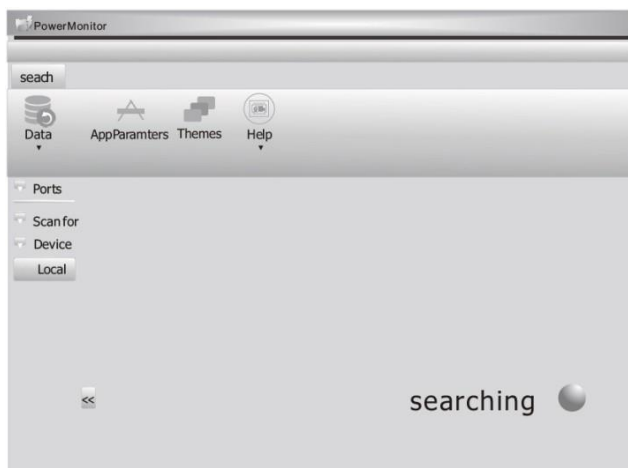 PowerMonitor
seach
Data AppParamters Themes Help
Ports
Scan for
Device
Local
<<
searching